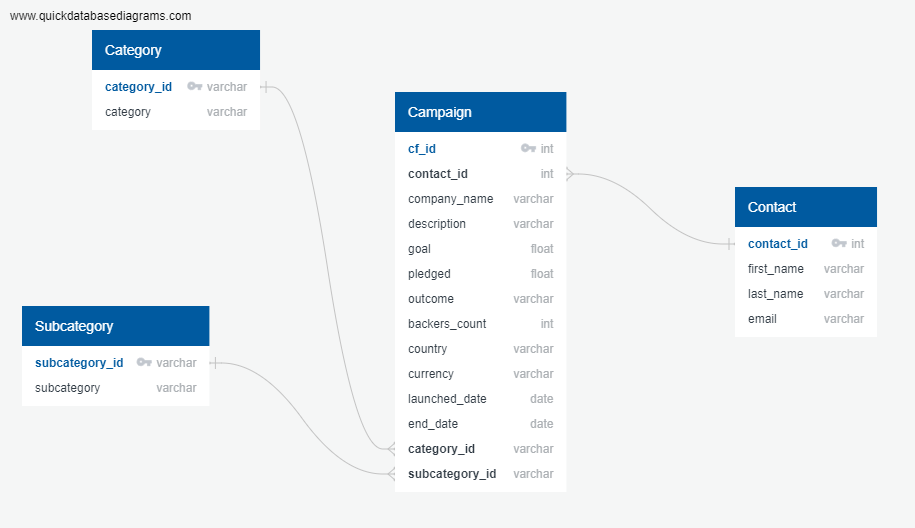 www.quickdatabasediagrams.com
Category
category_id varchar
category varchar
Subcategory
subcategory_id varchar
subcategory varchar
Campaign
cf_id int
contact_id int
company_name varchar
description varchar
goal float
pledged float
outcome varchar
backers_count int
country varchar
currency varchar
launched_date date
end_date date
category_id varchar
subcategory_id varchar
Contact
contact_id int
first_name varchar
last_name varchar
email varchar